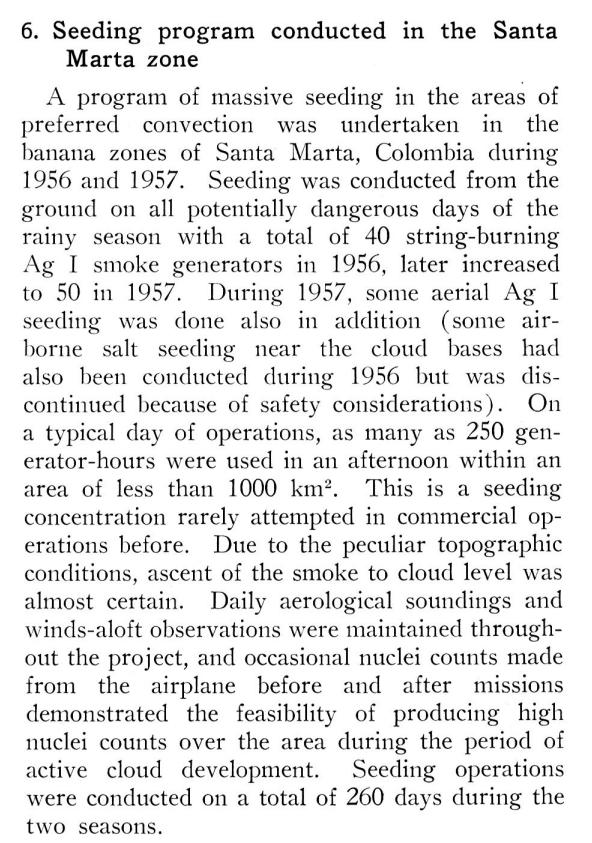 6. Seeding program conducted in the Santa
Marta zone
A program of massive seeding in the areas of
preferred convection was undertaken in the
banana zones of Santa Marta, Colombia during
1956 and 1957. Seeding was conducted from the
ground on all potentially dangerous days of the
rainy season with a total of 40 string-burning
Ag I smoke generators in 1956, later increased
to 50 in 1957. During 1957, some aerial Ag I
seeding was done also in addition (some air-
borne salt seeding near the cloud bases had
also been conducted during 1956 but was dis-
continued because of safety considerations). On
a typical day of operations, as many as 250 gen-
erator-hours were used in an afternoon within an
area of less than 1000 km². This is a seeding
concentration rarely attempted in commercial op-
erations before. Due to the peculiar topographic
conditions, ascent of the smoke to cloud level was
almost certain. Daily aerological soundings and
winds-aloft observations were maintained through-
out the project, and occasional nuclei counts made
from the airplane before and after missions
demonstrated the feasibility of producing high
nuclei counts over the area during the period of
active cloud development. Seeding operations
were conducted on a total of 260 days during the
two seasons.